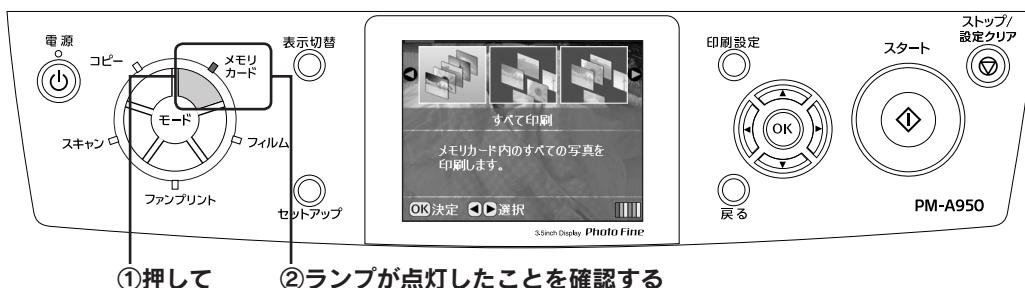 電源
コピー
メモリ
カード
表示切替
モード
スキャン
フィルム
ファンプリント
セットアップ
すべて印刷
メモリカード内のすべての写真を
印刷します。
OK決定 ◀▶選択
3.5inch Display Photo Fine
印刷設定
OK
戻る
スタート
ストップ/
設定クリア
PM-A950
①押して
②ランプが点灯したことを確認する